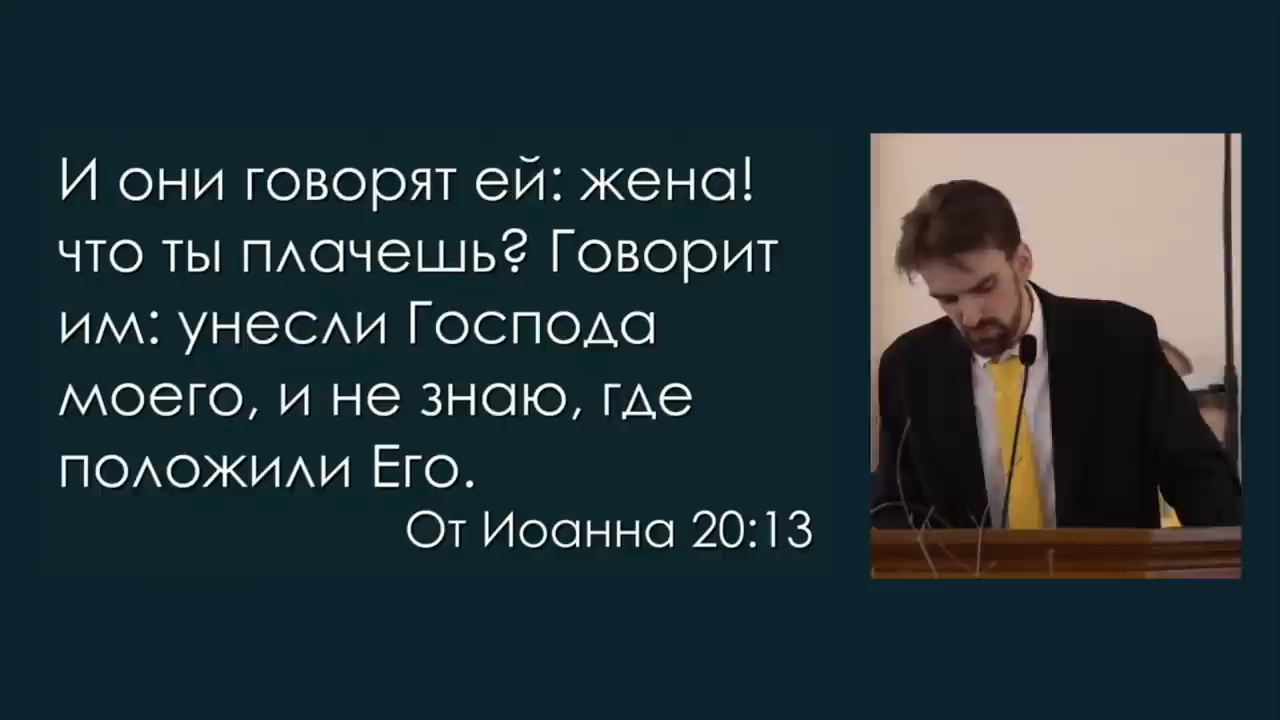 И они говорят ей: жена!
что ты плачешь? Говорит
им: унесли Господа
моего, и не знаю, где
положили Его.
От Иоанна 20:13